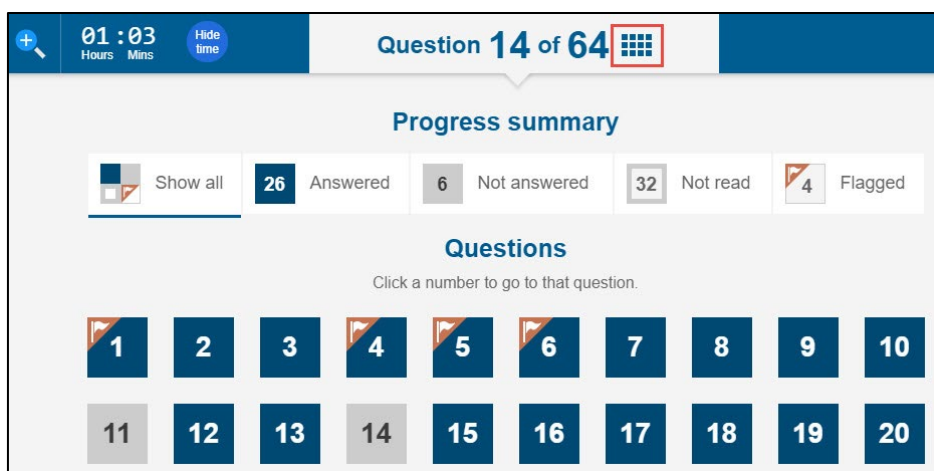 01:03 Hide Question 14 of 64
Hours Mins time
Progress summary
Show all 26 Answered 6 Not answered 32 Not read 4 Flagged
Questions
Click a number to go to that question.
1 2 3 4 5 6 7 8 9 10
11 12 13 14 15 16 17 18 19 20